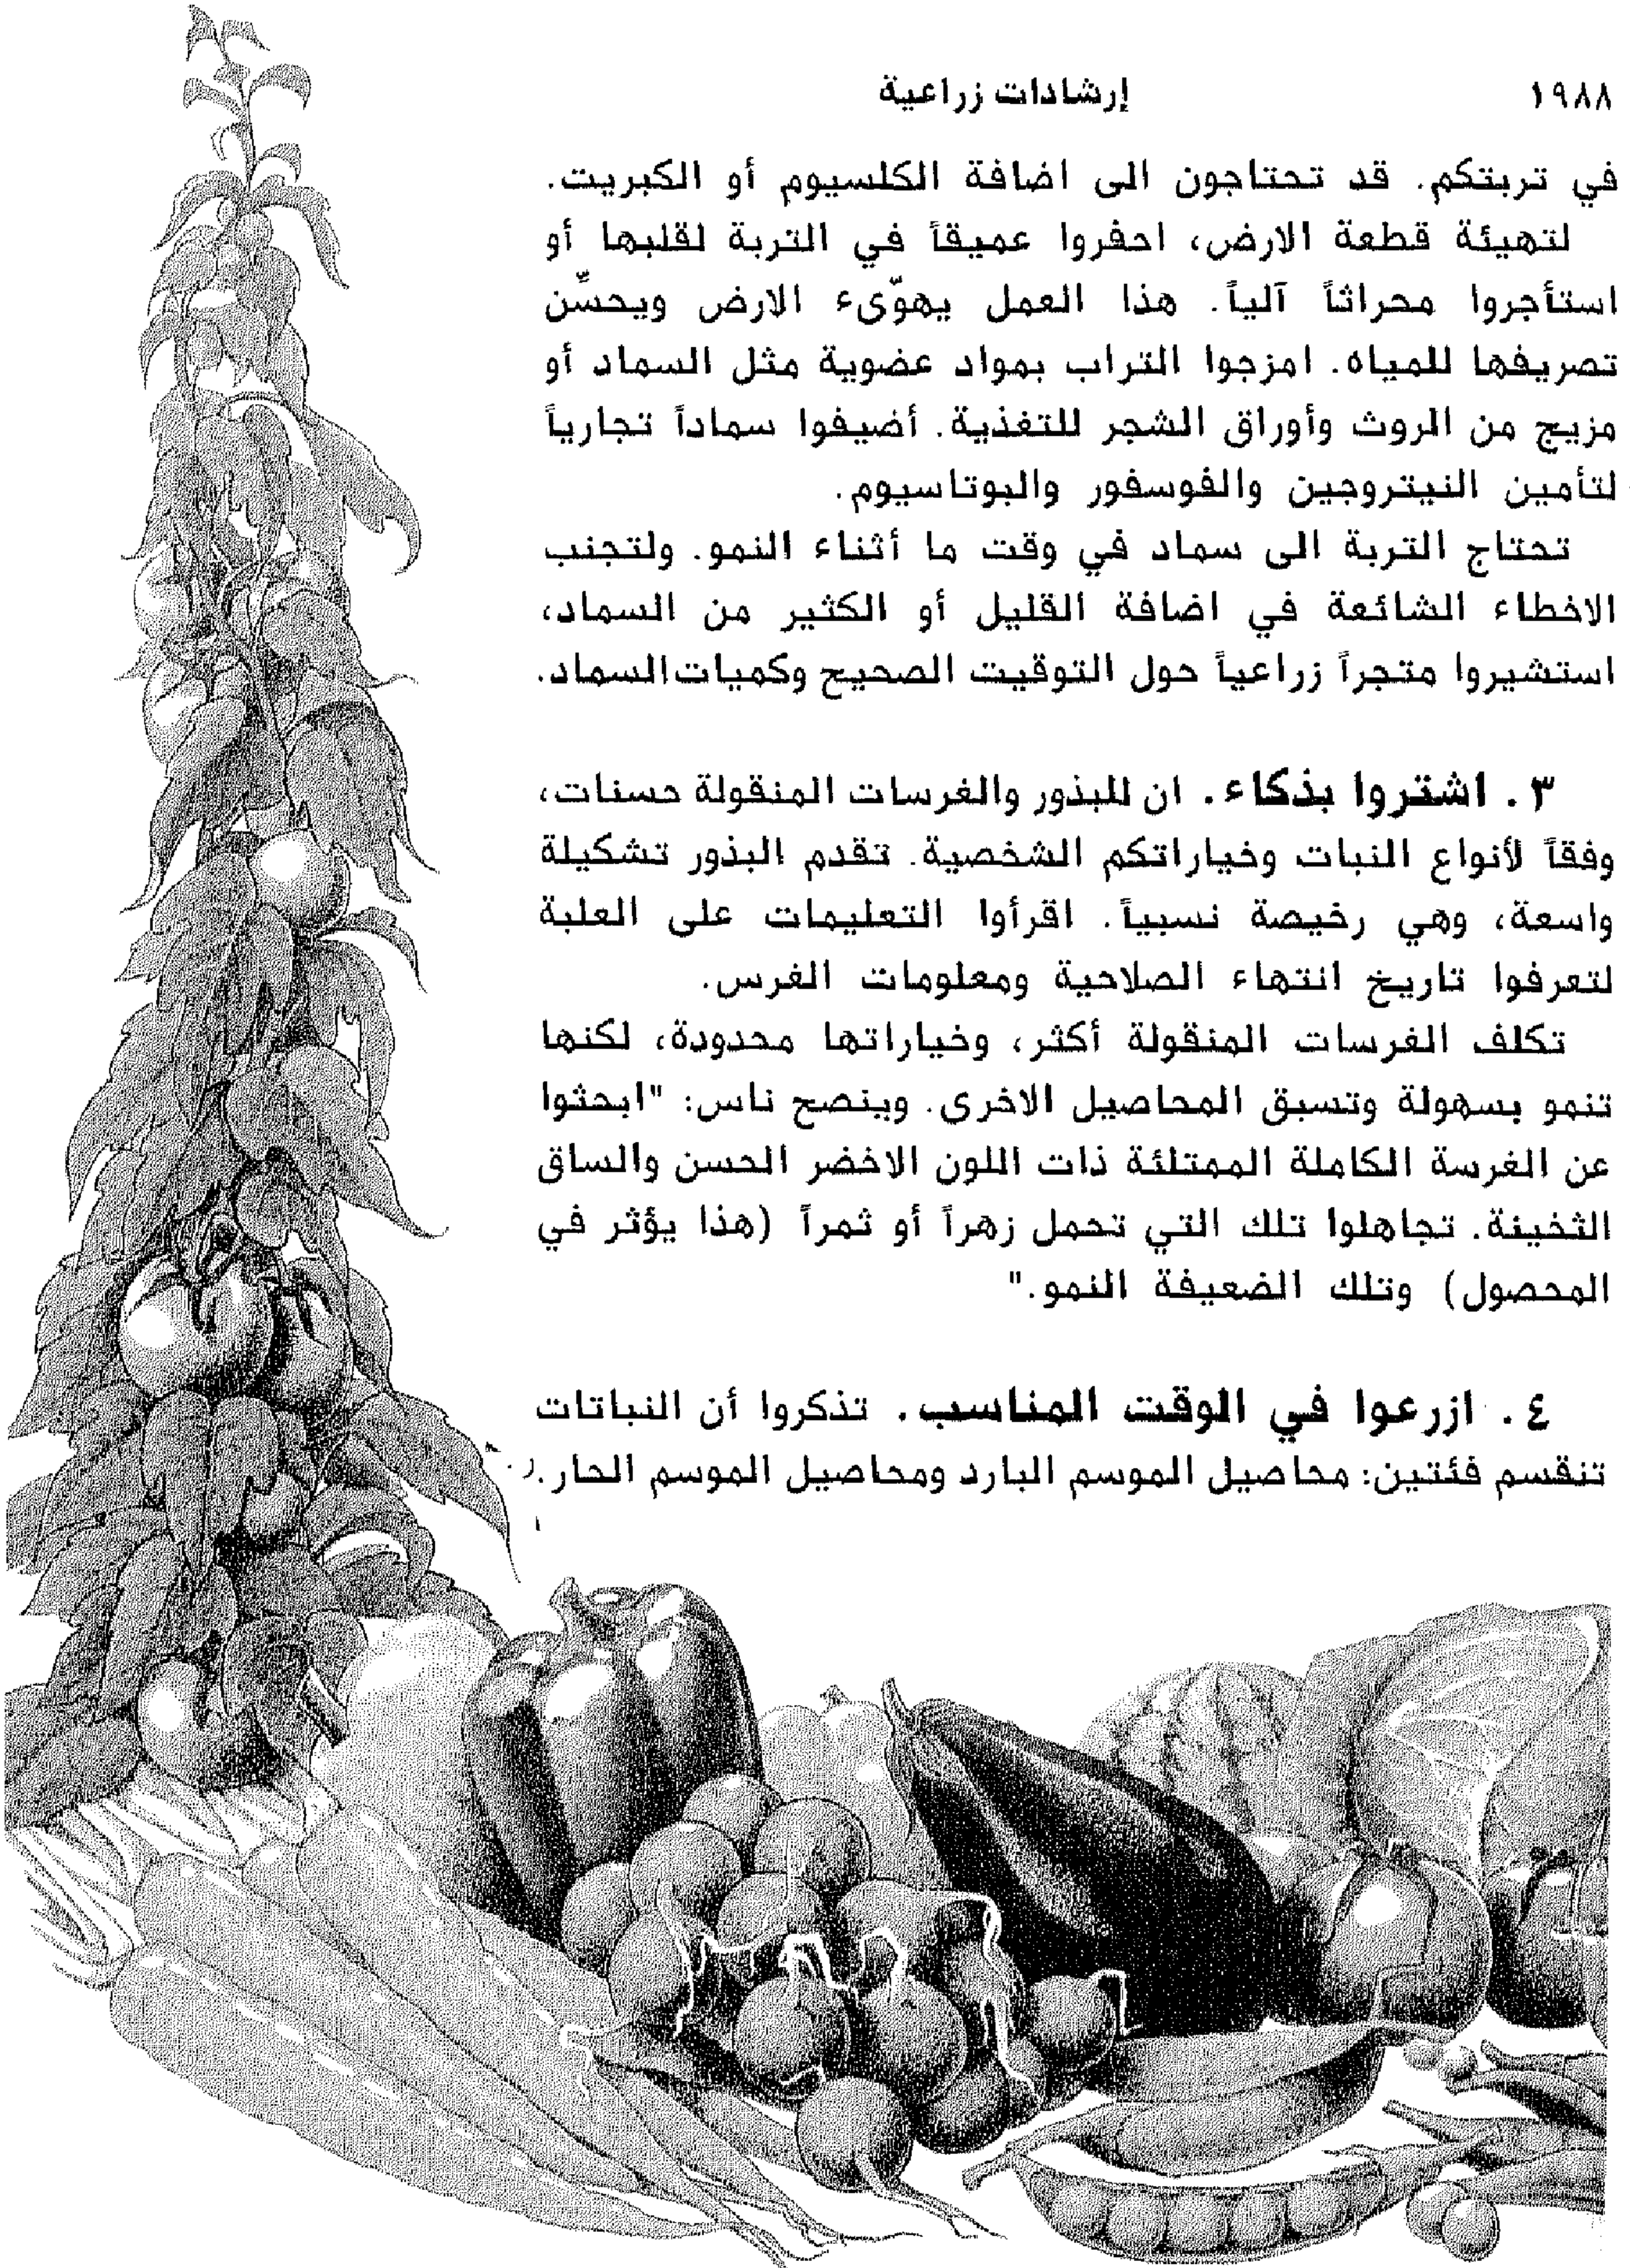 ١٩٨٨
إرشادات زراعية
في تربتكم. قد تحتاجون الى اضافة الكلسيوم أو الكبريت.
لتهيئة قطعة الارض، احفروا عميقاً في التربة لقلبها أو
استأجروا محراثاً آلياً. هذا العمل يهوّىء الارض ويحسِّن
تصريفها للمياه. امزجوا التراب بمواد عضوية مثل السماد أو
مزيج من الروث وأوراق الشجر للتغذية. أضيفوا سماداً تجارياً
لتأمين النيتروجين والفوسفور والبوتاسيوم.
تحتاج التربة الى سماد في وقت ما أثناء النمو. ولتجنب
الاخطاء الشائعة في اضافة القليل أو الكثير من السماد،
استشيروا متجراً زراعياً حول التوقيت الصحيح وكميات السماد.
٣. اشتروا بذكاء. ان للبذور والغرسات المنقولة حسنات،
وفقاً لأنواع النبات وخياراتكم الشخصية. تقدم البذور تشكيلة
واسعة، وهي رخيصة نسبياً. اقرأوا التعليمات على العلبة
لتعرفوا تاريخ انتهاء الصلاحية ومعلومات الغرس.
تكلف الغرسات المنقولة أكثر، وخياراتها محدودة، لكنها
تنمو بسهولة وتسبق المحاصيل الاخرى. وينصح ناس: "ابحثوا
عن الغرسة الكاملة الممتلئة ذات اللون الاخضر الحسن والساق
الثخينة. تجاهلوا تلك التي تحمل زهراً أو ثمراً (هذا يؤثر في
المحصول) وتلك الضعيفة النمو."
٤. ازرعوا في الوقت المناسب. تذكروا أن النباتات
تنقسم فئتين: محاصيل الموسم البارد ومحاصيل الموسم الحار.